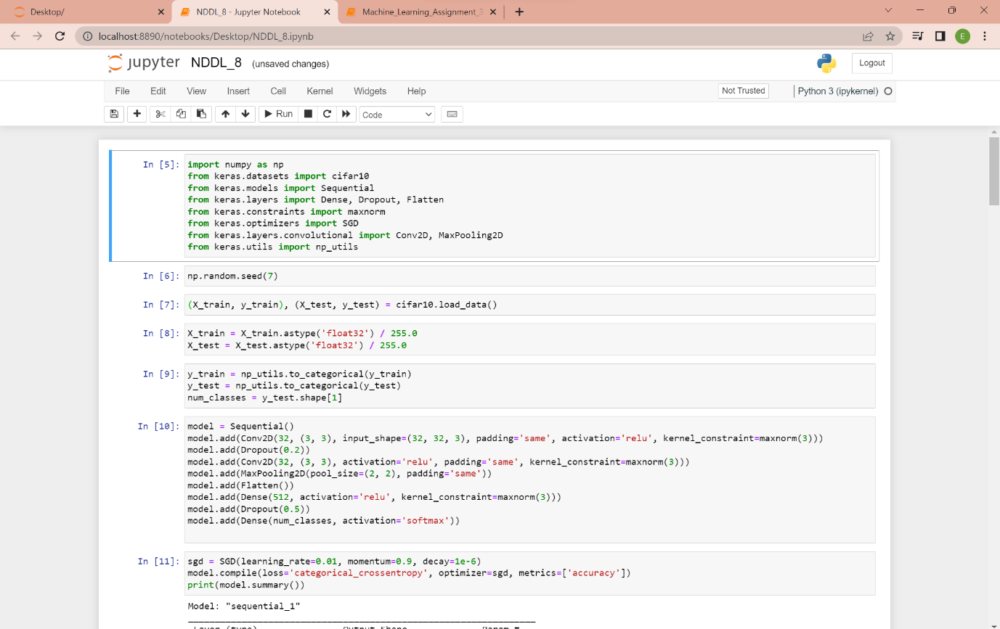 Desktop/
NDDL_8 - Jupyter Notebook
Machine_Learning_Assignment_3
localhost:8890/notebooks/Desktop/NDDL_8.ipynb
E
jupyter NDDL_8 (unsaved changes)
Logout
File Edit View Insert Cell Kernel Widgets Help
Not Trusted
Python 3 (ipykernel)
Run
Code
In [5]:
import numpy as np
from keras.datasets import cifar10
from keras.models import Sequential
from keras.layers import Dense, Dropout, Flatten
from keras.constraints import maxnorm
from keras.optimizers import SGD
from keras.layers.convolutional import Conv2D, MaxPooling2D
from keras.utils import np_utils
In [6]:
np.random.seed(7)
In [7]:
(X_train, y_train), (X_test, y_test) = cifar10.load_data()
In [8]:
X_train = X_train.astype('float32') / 255.0
X_test = X_test.astype('float32') / 255.0
In [9]:
y_train = np_utils.to_categorical(y_train)
y_test = np_utils.to_categorical(y_test)
num_classes = y_test.shape[1]
In [10]:
model = Sequential()
model.add(Conv2D(32, (3, 3), input_shape=(32, 32, 3), padding='same', activation='relu', kernel_constraint=maxnorm(3)))
model.add(Dropout(0.2))
model.add(Conv2D(32, (3, 3), activation='relu', padding='same', kernel_constraint=maxnorm(3)))
model.add(MaxPooling2D(pool_size=(2, 2), padding='same'))
model.add(Flatten())
model.add(Dense(512, activation='relu', kernel_constraint=maxnorm(3)))
model.add(Dropout(0.5))
model.add(Dense(num_classes, activation='softmax'))
In [11]:
sgd = SGD(learning_rate=0.01, momentum=0.9, decay=1e-6)
model.compile(loss='categorical_crossentropy', optimizer=sgd, metrics=['accuracy'])
print(model.summary())
Model: "sequential_1"
Layer (type) Output Shape Param #